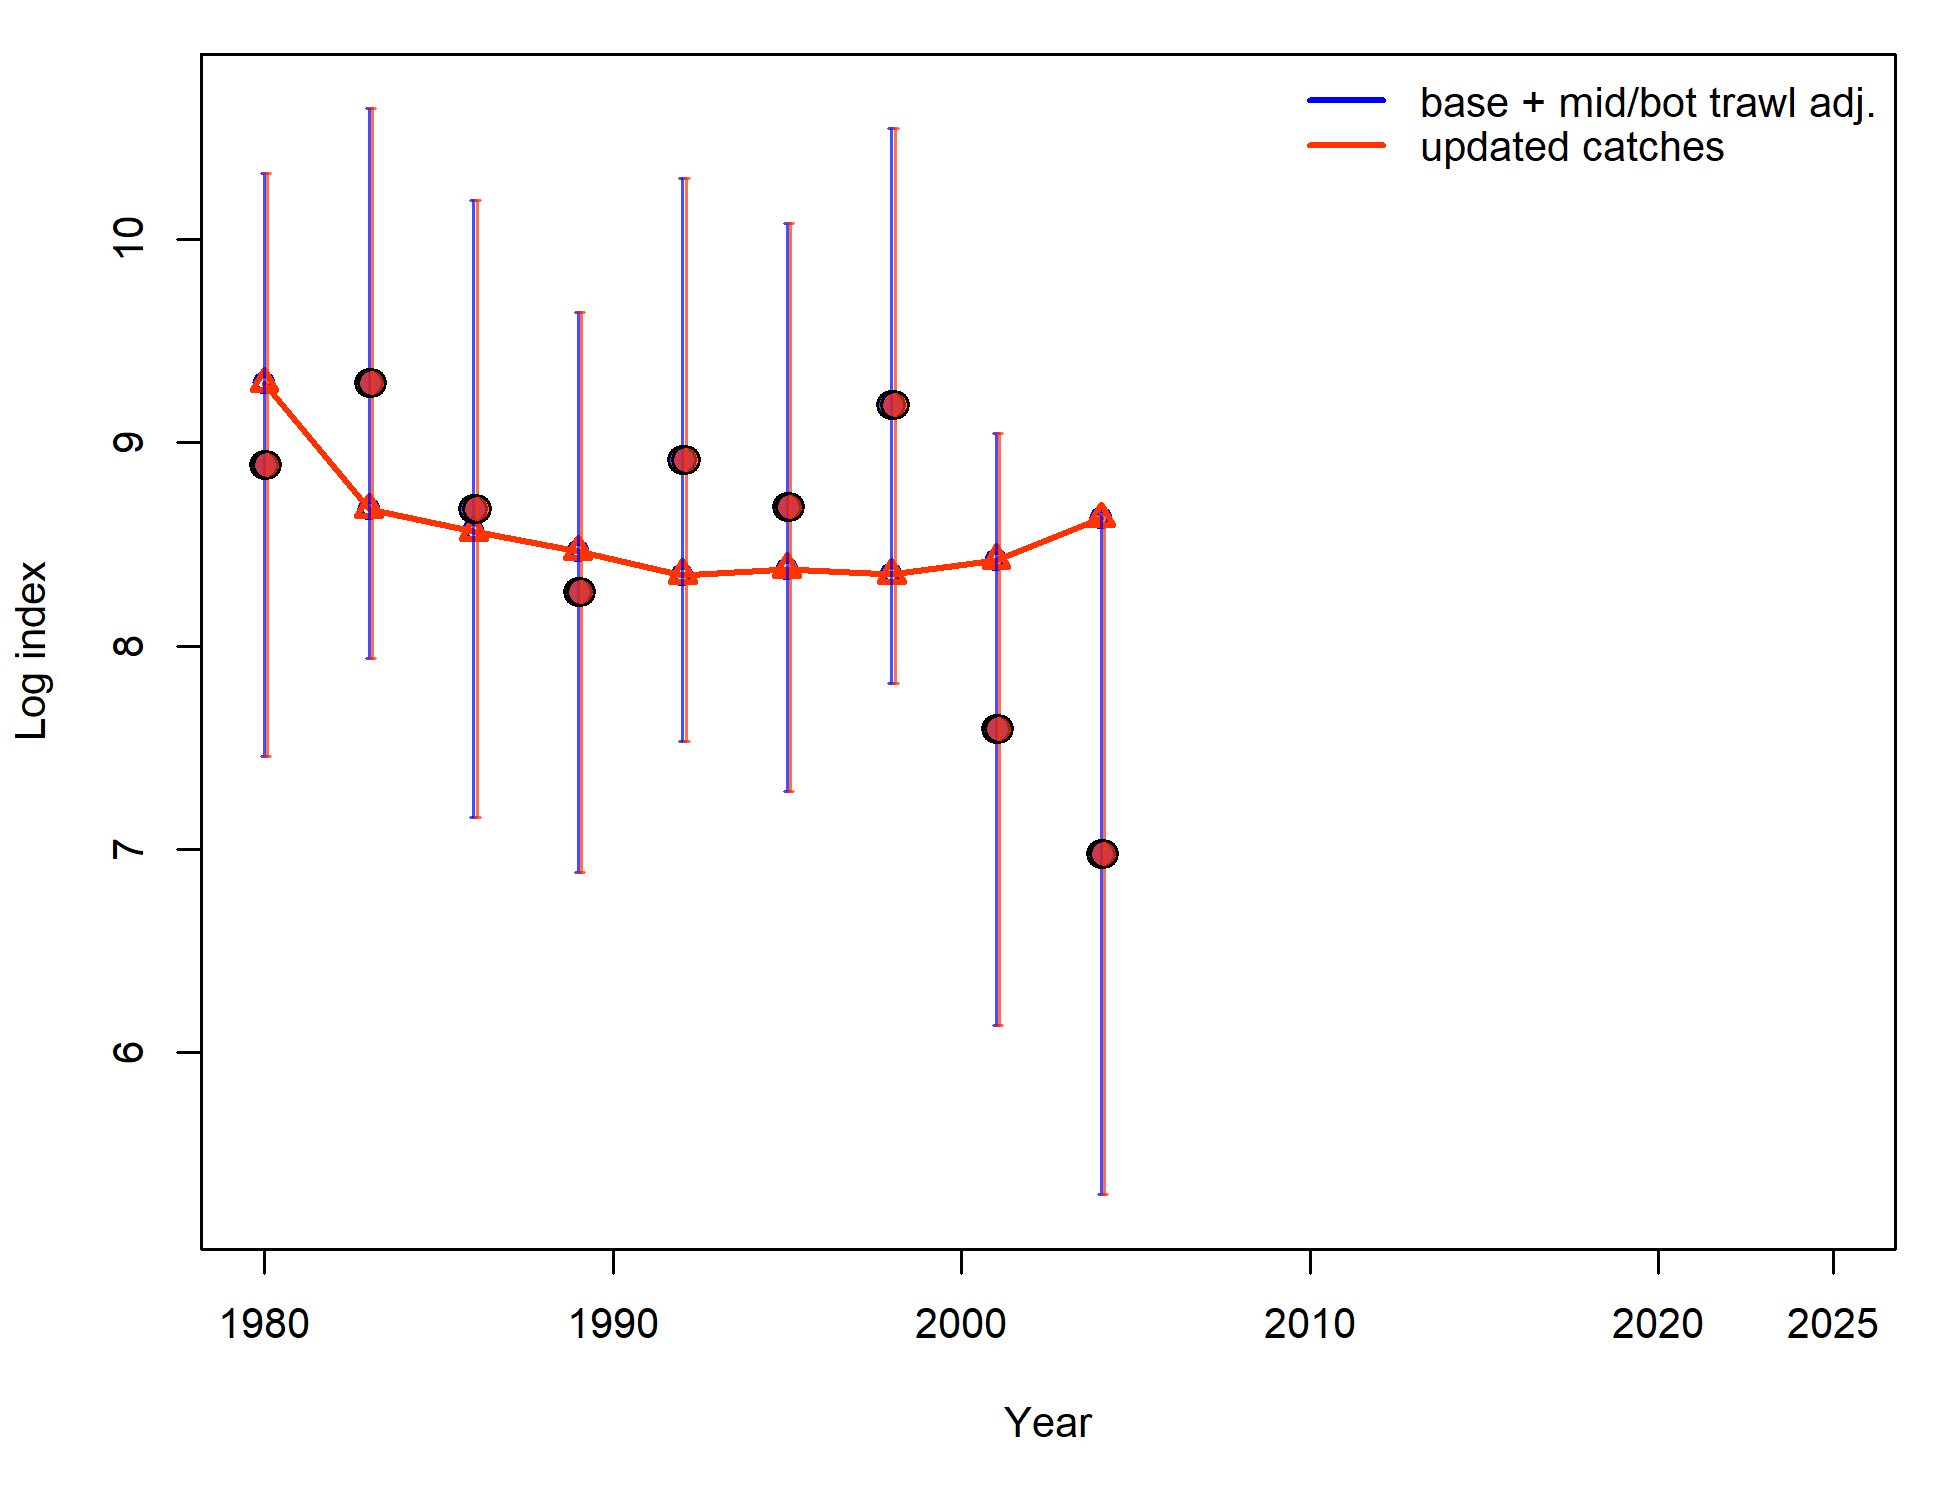 base + mid/bot trawl adj.
updated catches
10
9
8
7
6
Log index
1980 1990 2000 2010 2020 2025
Year